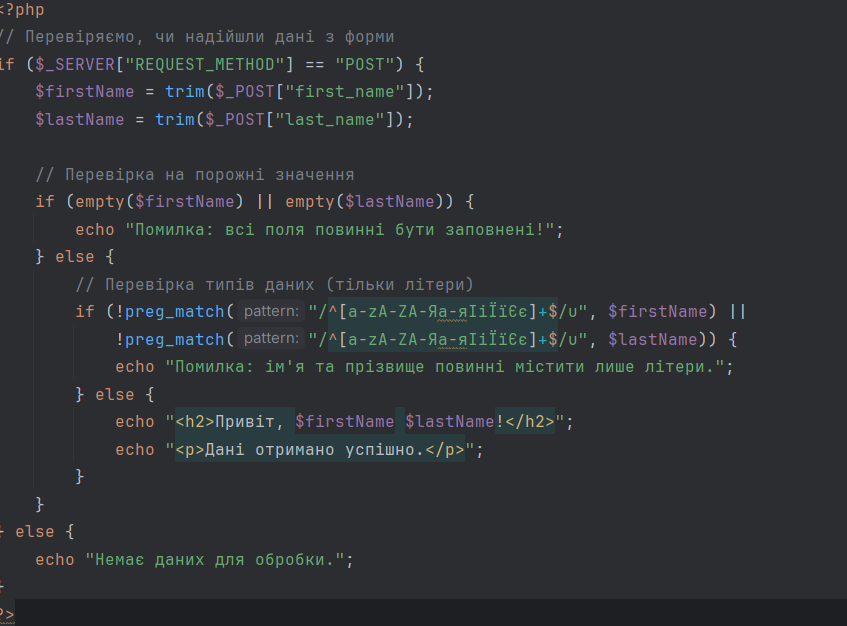 <?php
// Перевіряємо, чи надійшли дані з форми
if ($_SERVER["REQUEST_METHOD"] == "POST") {
    $firstName = trim($_POST["first_name"]);
    $lastName = trim($_POST["last_name"]);

    // Перевірка на порожні значення
    if (empty($firstName) || empty($lastName)) {
        echo "Помилка: всі поля повинні бути заповнені!";
    } else {
        // Перевірка типів даних (тільки літери)
        if (!preg_match( pattern: "/^[a-zA-ZА-Яа-яІіЇїЄє]+$/u", $firstName) ||
            !preg_match( pattern: "/^[a-zA-ZА-Яа-яІіЇїЄє]+$/u", $lastName)) {
            echo "Помилка: ім'я та прізвище повинні містити лише літери.";
        } else {
            echo "<h2>Привіт, $firstName $lastName!</h2>";
            echo "<p>Дані отримано успішно.</p>";
        }
    }
} else {
    echo "Немає даних для обробки.";
}
?>